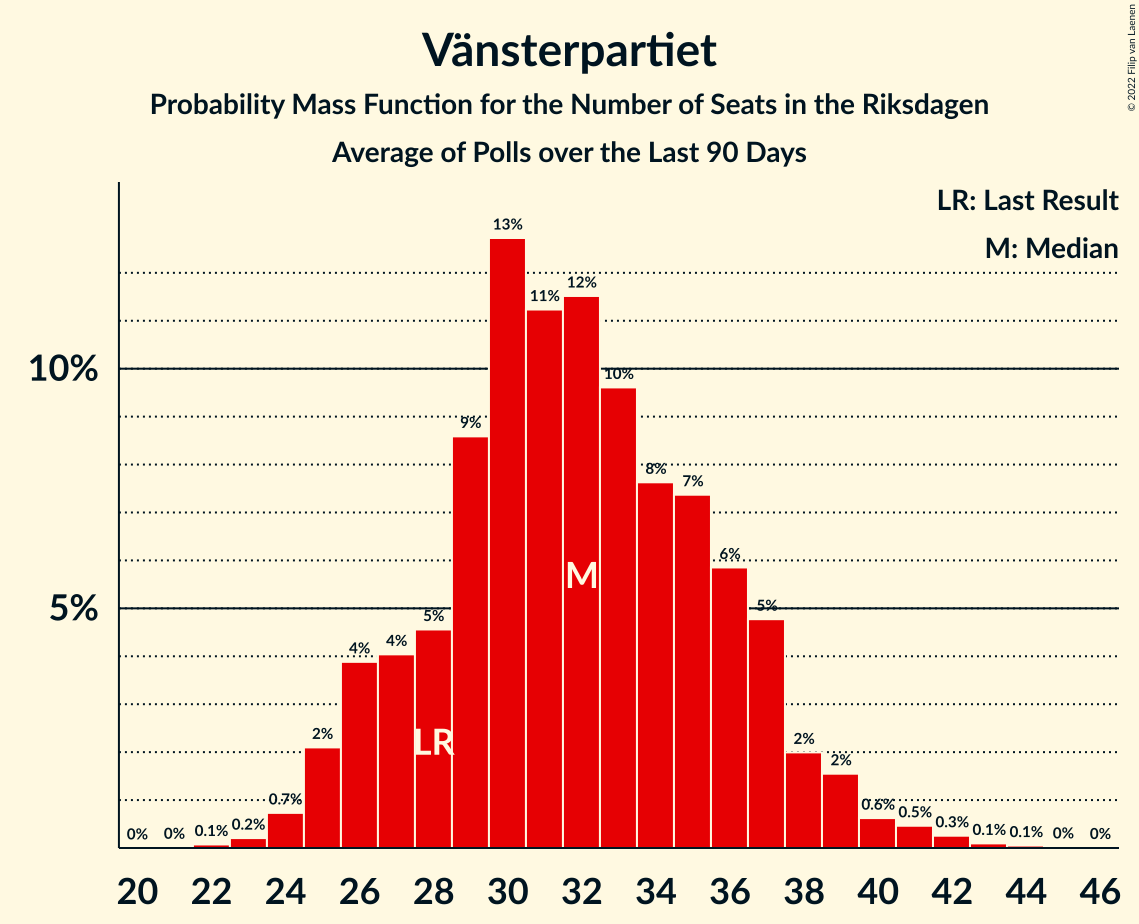 Vänsterpartiet
Probability Mass Function for the Number of Seats in the Riksdagen
Average of Polls over the Last 90 Days
© 2022 Filip van Laenen
LR: Last Result
M: Median
10%
5%
0% 0% 0.1% 0.2% 0.7% 2% 4% 4% 5% 9% 13% 11% 12% 10% 8% 7% 6% 5% 2% 2% 0.6% 0.5% 0.3% 0.1% 0.1% 0% 0%
M
LR
20 22 24 26 28 30 32 34 36 38 40 42 44 46